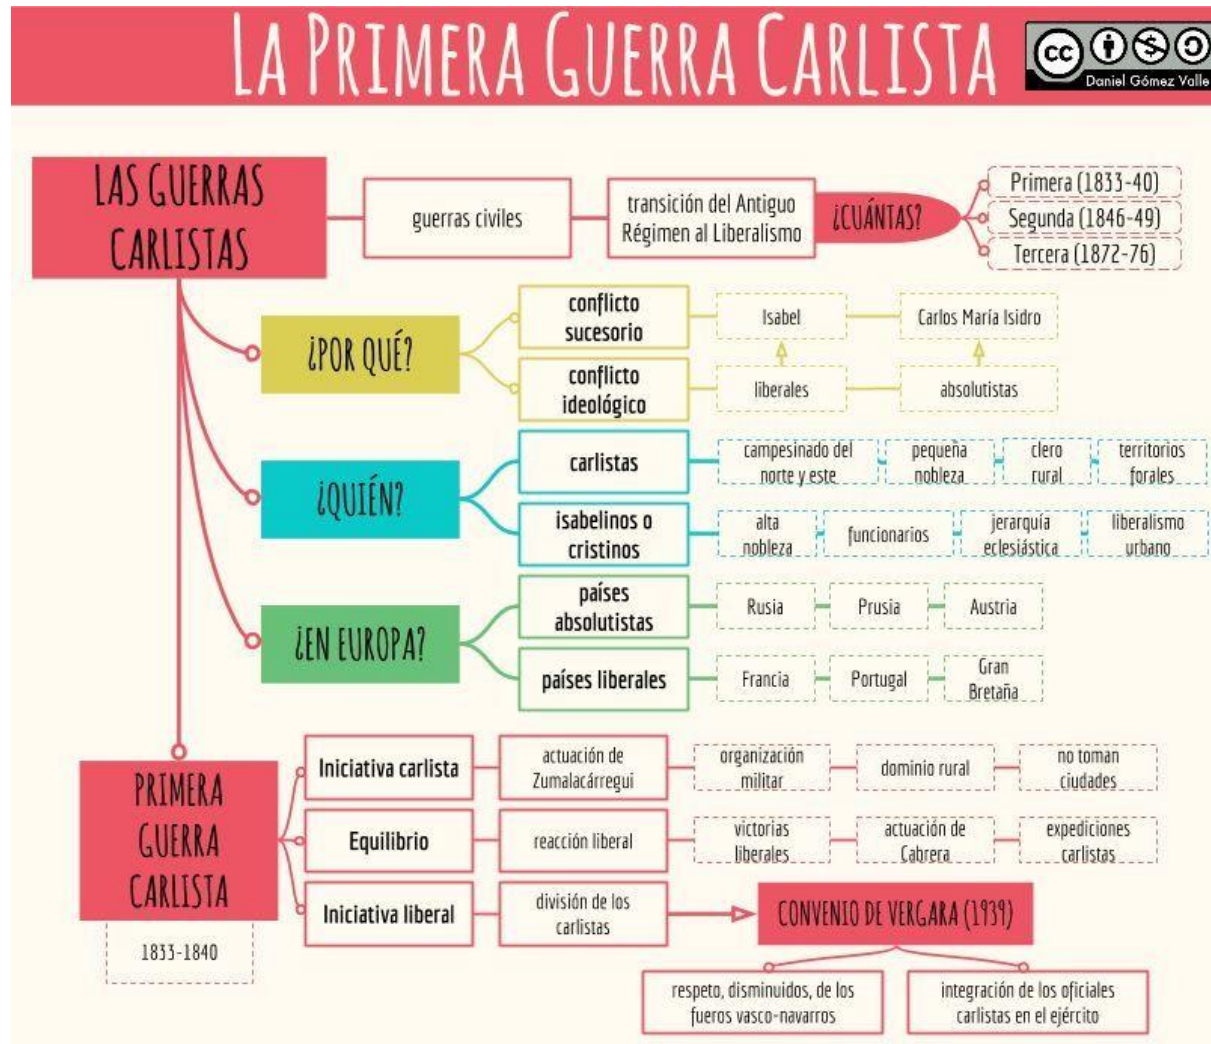 LA PRIMERA GUERRA CARLISTA
cc
Daniel Gómez Valle
LAS GUERRAS
CARLISTAS
guerras civiles
transición del Antiguo
Régimen al Liberalismo
¿CUÁNTAS?
Primera (1833-40)
Segunda (1846-49)
Tercera (1872-76)
¿POR QUÉ?
conflicto
sucesorio
Isabel
Carlos María Isidro
conflicto
ideológico
liberales
absolutistas
¿QUIÉN?
carlistas
campesinado del
norte y este
pequeña
nobleza
clero
rural
territorios
forales
isabelinos o
cristinos
alta
nobleza
funcionarios
jerarquía
eclesiástica
liberalismo
urbano
¿EN EUROPA?
países
absolutistas
Rusia
Prusia
Austria
países liberales
Francia
Portugal
Gran
Bretaña
PRIMERA
GUERRA
CARLISTA
1833-1840
Iniciativa carlista
actuación de
Zumalacárregui
organización
militar
dominio rural
no toman
ciudades
Equilibrio
reacción liberal
victorias
liberales
actuación de
Cabrera
expediciones
carlistas
Iniciativa liberal
división de los
carlistas
CONVENIO DE VERGARA (1939)
respeto, disminuidos, de los
fueros vasco-navarros
integración de los oficiales
carlistas en el ejército